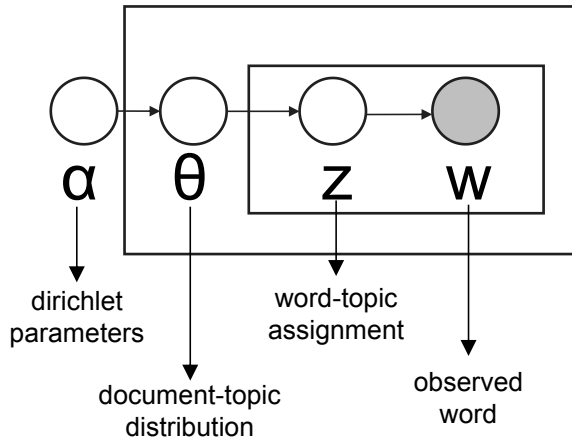 α
θ
z
w
dirichlet
parameters
word-topic
assignment
document-topic
distribution
observed
word